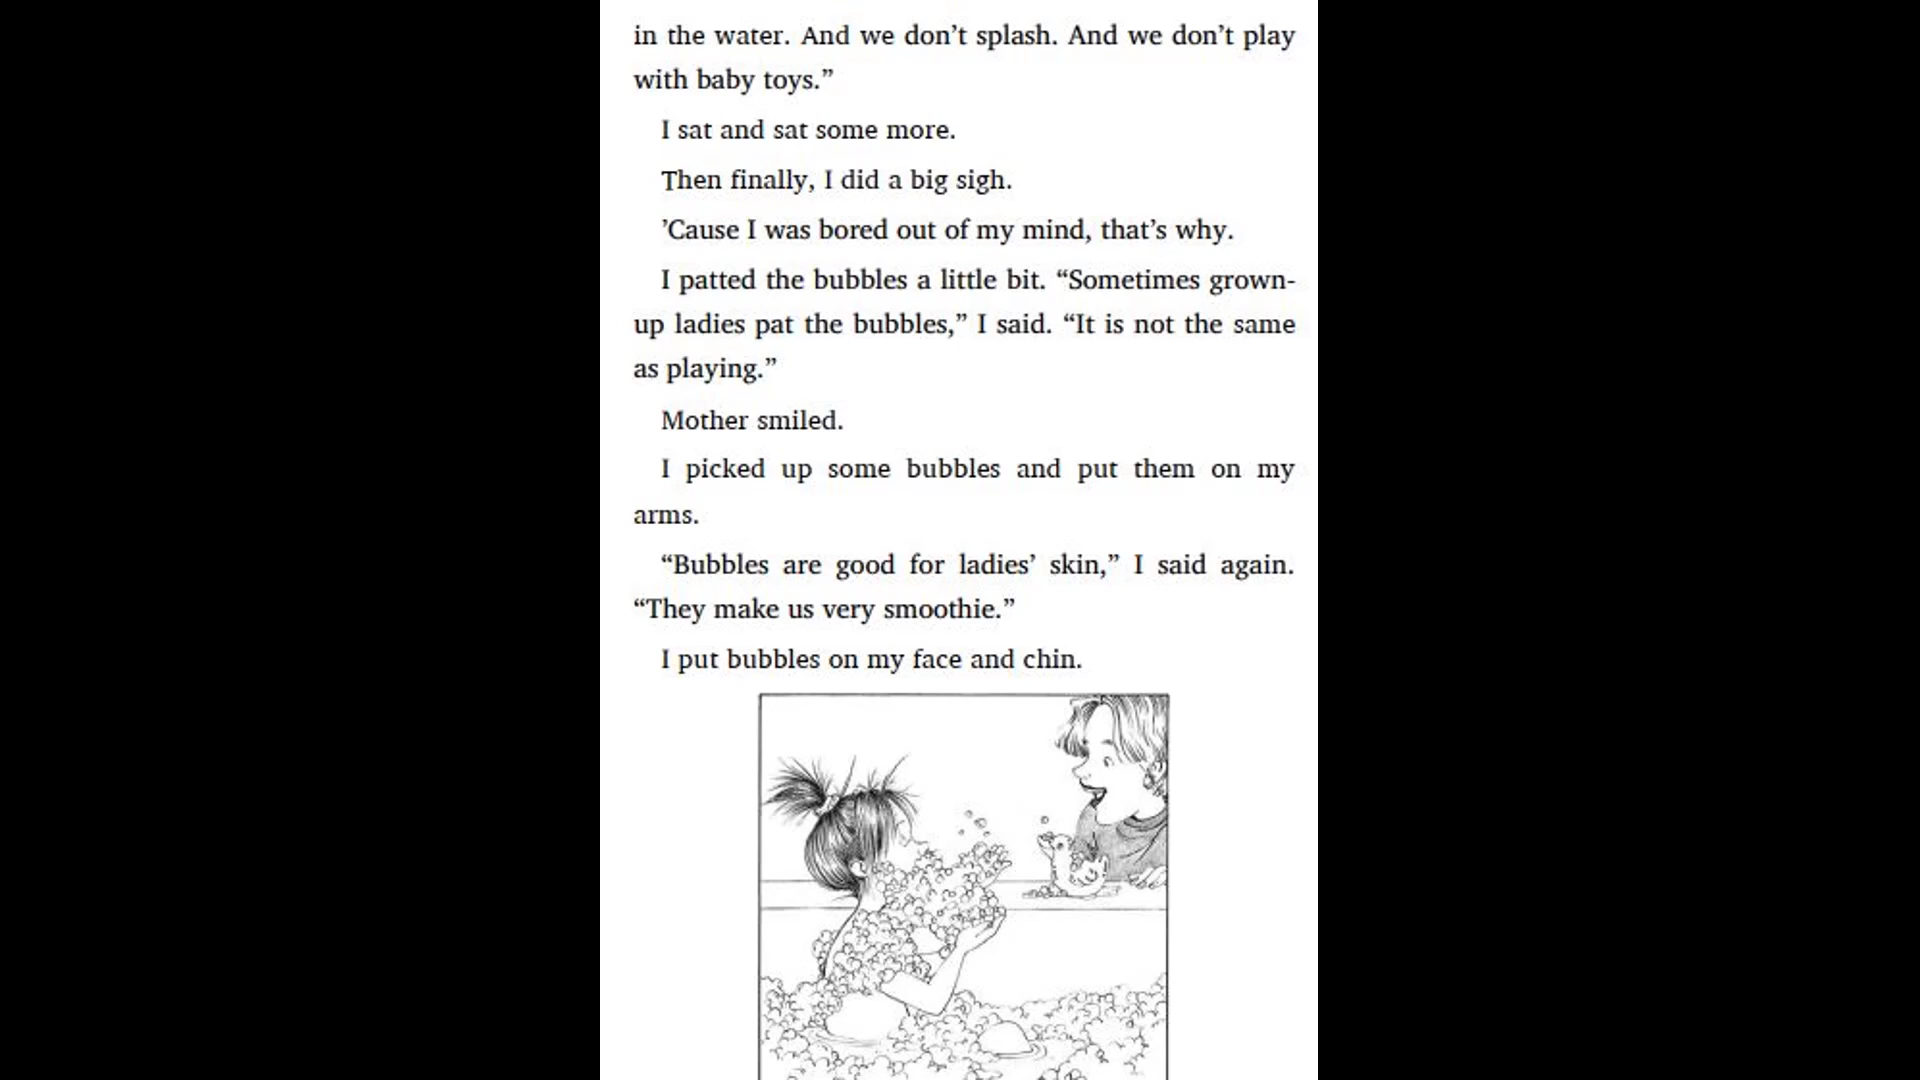 in the water. And we don’t splash. And we don’t play
with baby toys.”
I sat and sat some more.
Then finally, I did a big sigh.
’Cause I was bored out of my mind, that’s why.
I patted the bubbles a little bit. “Sometimes grown-
up ladies pat the bubbles,” I said. “It is not the same
as playing.”
Mother smiled.
I picked up some bubbles and put them on my
arms.
“Bubbles are good for ladies’ skin,” I said again.
“They make us very smoothie.”
I put bubbles on my face and chin.